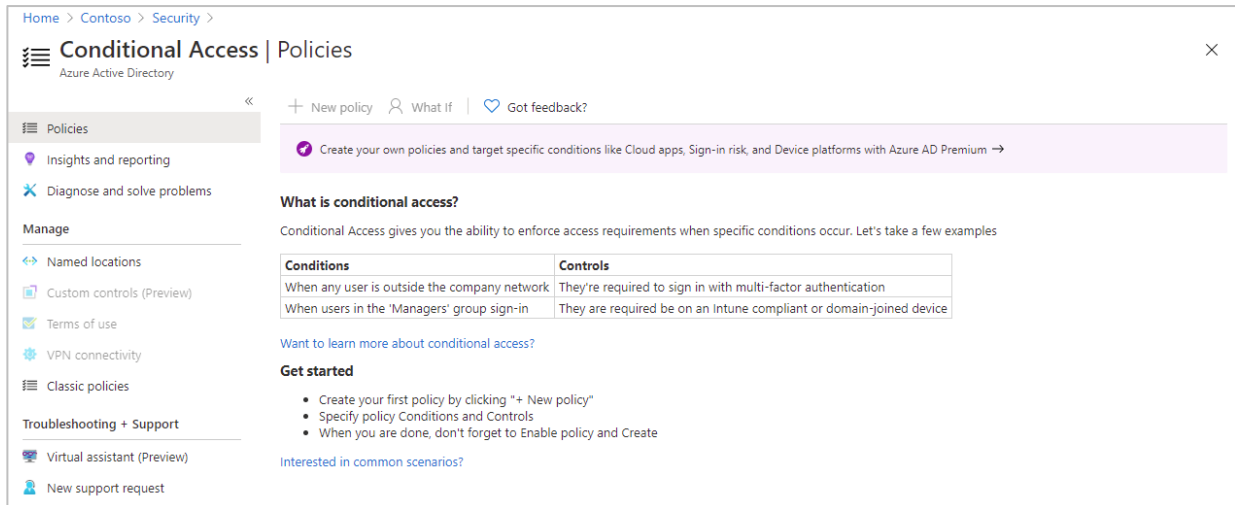 Home > Contoso > Security >
Conditional Access | Policies
Azure Active Directory
Policies
Insights and reporting
Diagnose and solve problems
Manage
Named locations
Custom controls (Preview)
Terms of use
VPN connectivity
Classic policies
Troubleshooting + Support
Virtual assistant (Preview)
New support request
New policy What If Got feedback?
Create your own policies and target specific conditions like Cloud apps, Sign-in risk, and Device platforms with Azure AD Premium →
What is conditional access?
Conditional Access gives you the ability to enforce access requirements when specific conditions occur. Let's take a few examples
Conditions Controls
When any user is outside the company network They're required to sign in with multi-factor authentication
When users in the 'Managers' group sign-in They are required be on an Intune compliant or domain-joined device
Want to learn more about conditional access?
Get started
• Create your first policy by clicking "+ New policy"
• Specify policy Conditions and Controls
• When you are done, don't forget to Enable policy and Create
Interested in common scenarios?